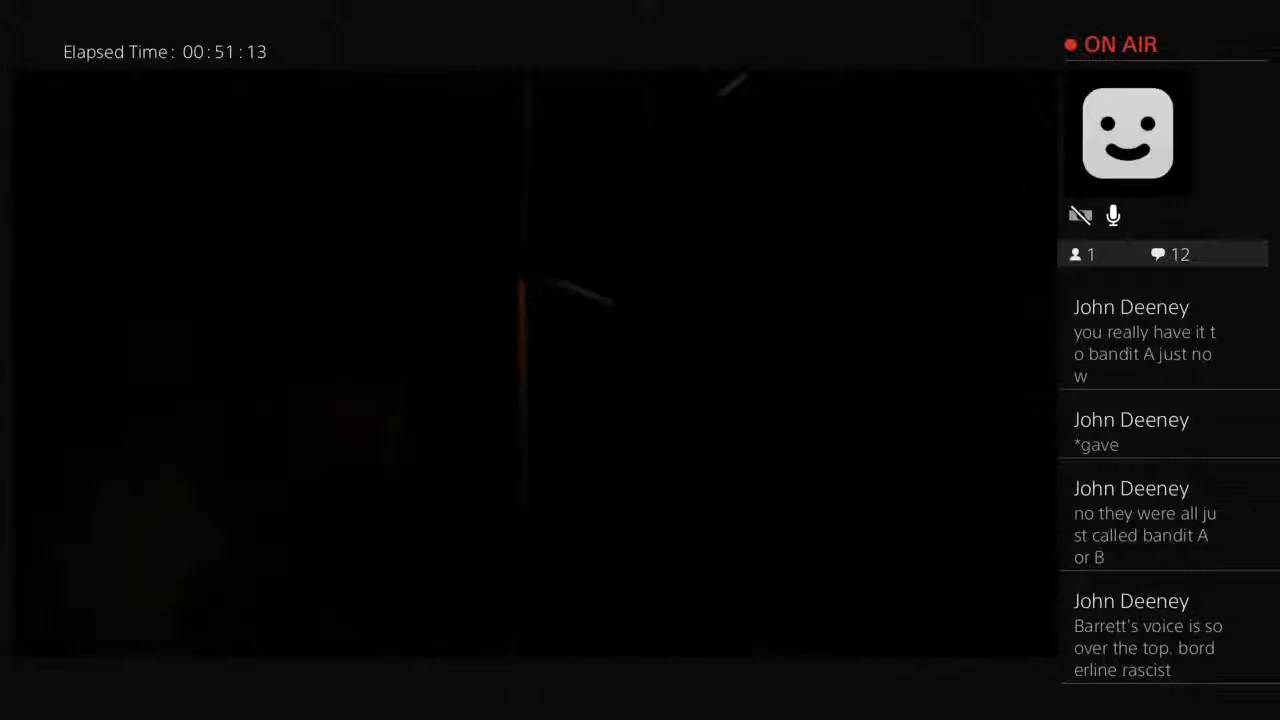 Elapsed Time: 00:51:13
ON AIR
1 12
John Deeney
you really have it t
o bandit A just no
w
John Deeney
*gave
John Deeney
no they were all ju
st called bandit A
or B
John Deeney
Barrett's voice is so
over the top. bord
erline rascist